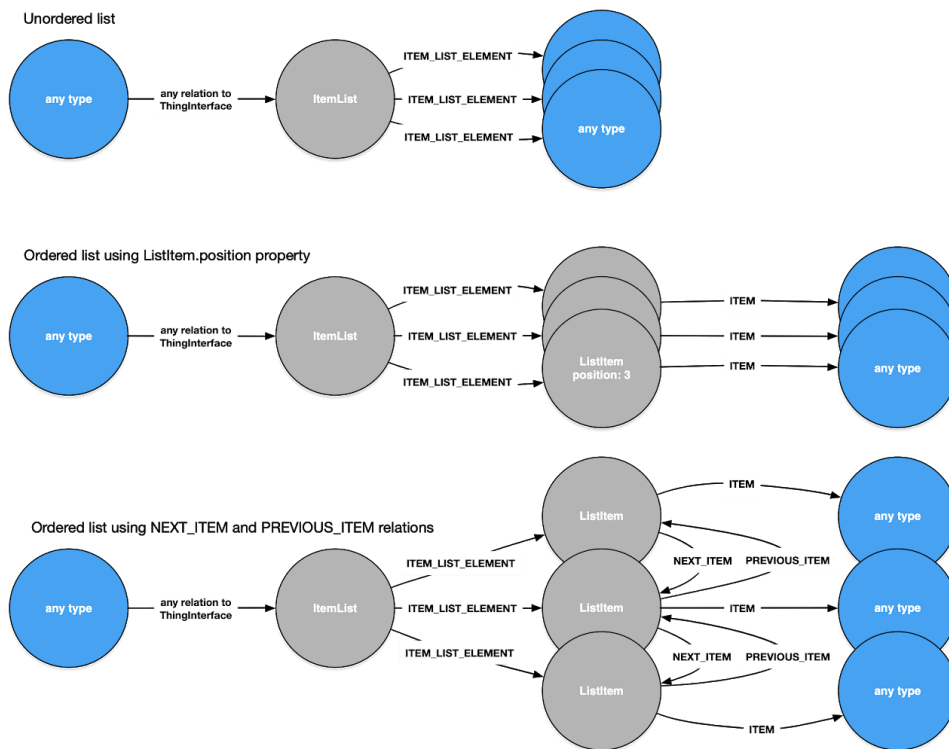 Unordered list
any type
any relation to
ThingInterface
ItemList
ITEM_LIST_ELEMENT
ITEM_LIST_ELEMENT
ITEM_LIST_ELEMENT
any type
Ordered list using ListItem.position property
any type
any relation to
ThingInterface
ItemList
ITEM_LIST_ELEMENT
ITEM_LIST_ELEMENT
ITEM_LIST_ELEMENT
ListItem
position: 3
ITEM
ITEM
ITEM
any type
Ordered list using NEXT_ITEM and PREVIOUS_ITEM relations
any type
any relation to
ThingInterface
ItemList
ITEM_LIST_ELEMENT
ITEM_LIST_ELEMENT
ITEM_LIST_ELEMENT
ListItem
ITEM
any type
NEXT_ITEM
PREVIOUS_ITEM
ListItem
ITEM
any type
NEXT_ITEM
PREVIOUS_ITEM
ListItem
ITEM
any type